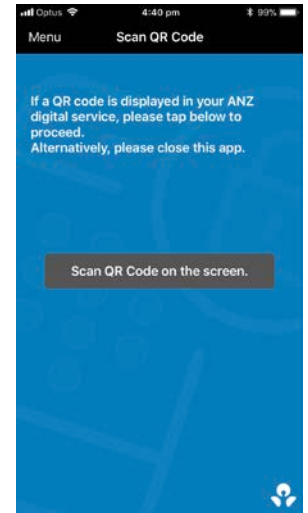 Optus 4:40 pm 99%
Menu Scan QR Code
If a QR code is displayed in your ANZ
digital service, please tap below to
proceed.
Alternatively, please close this app.
Scan QR Code on the screen.